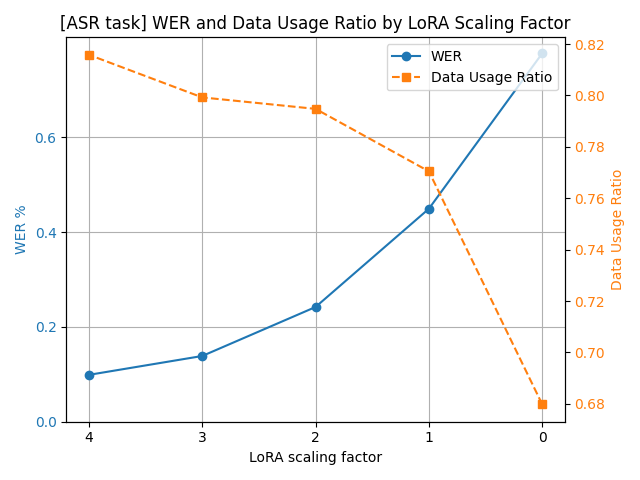 [ASR task] WER and Data Usage Ratio by LoRA Scaling Factor
WER
Data Usage Ratio
WER %
0.6
0.4
0.2
0.0
0.82
0.80
0.78
0.76
0.74
0.72
0.70
0.68
Data Usage Ratio
4 3 2 1 0
LoRA scaling factor